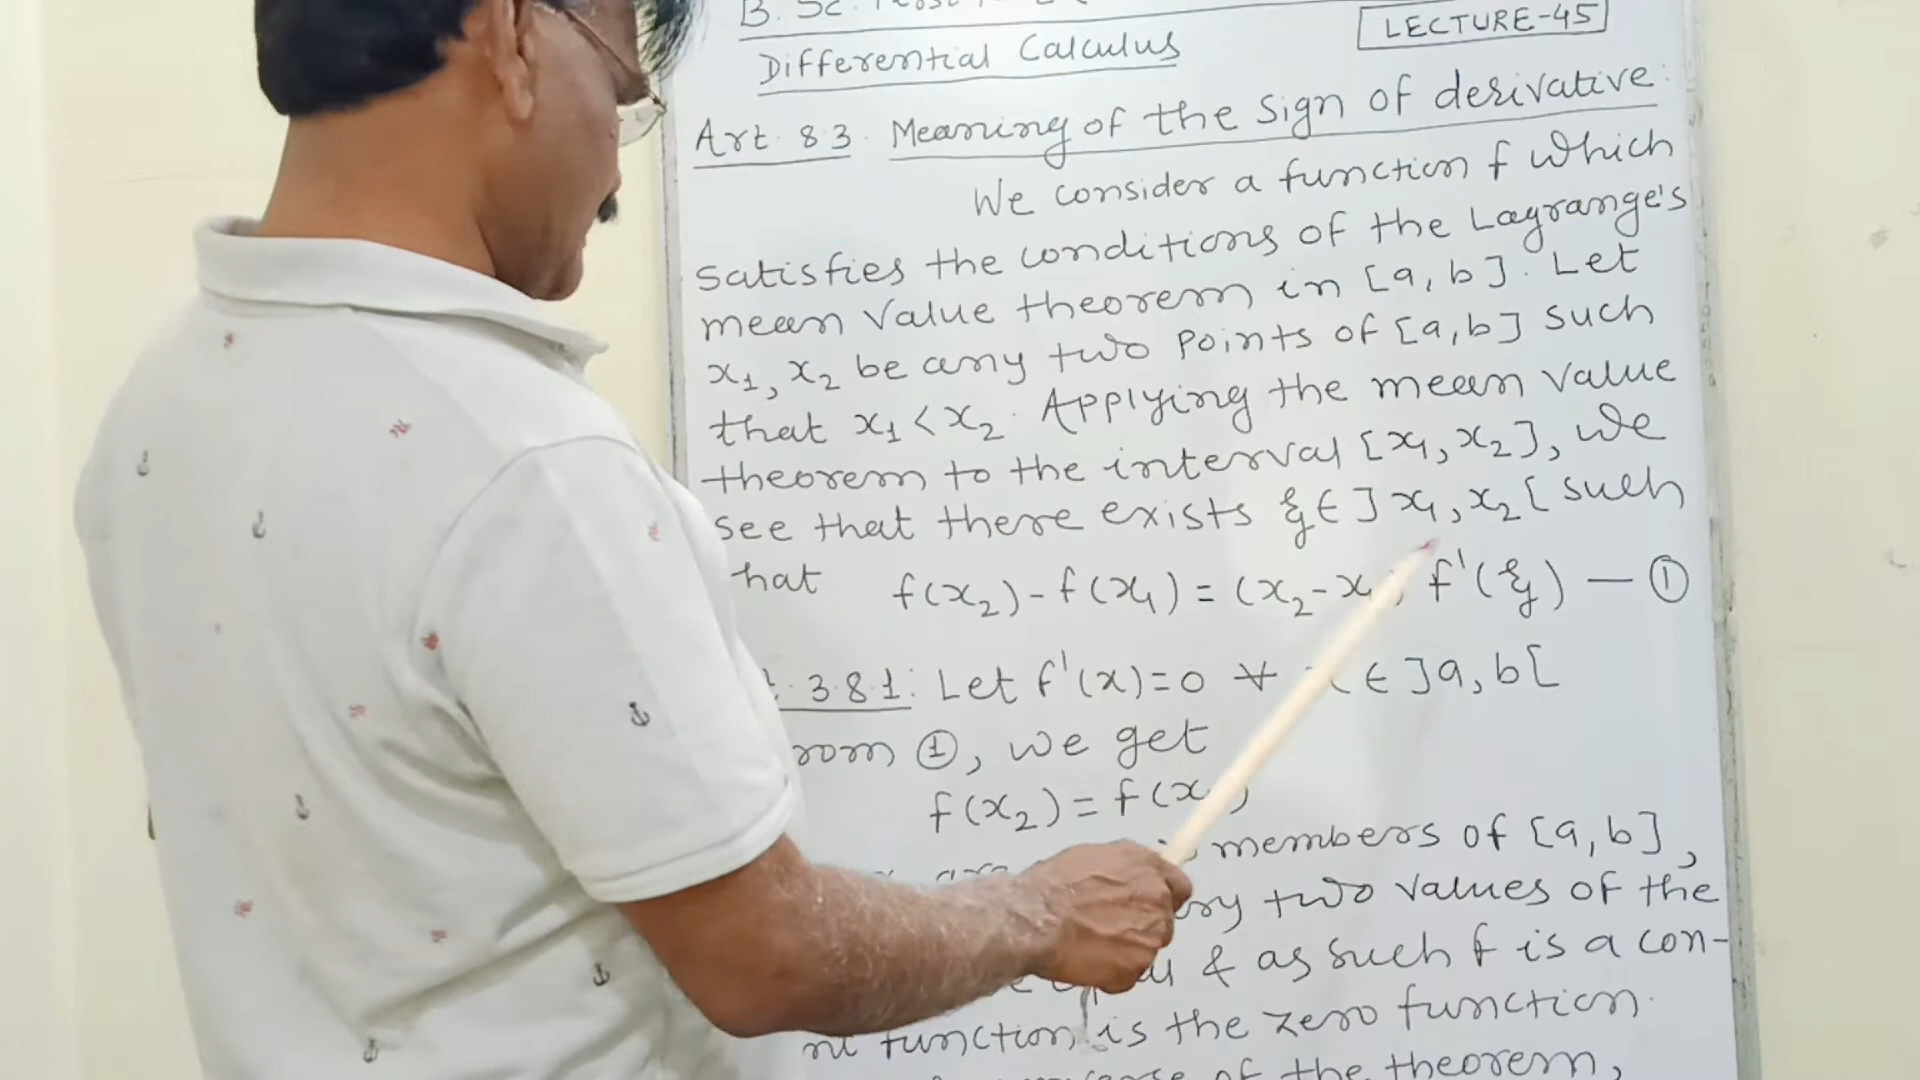 B. Sc.
LECTURE-45
Differential Calculus
Art. 8.3. Meaning of the sign of derivative:
We consider a function f which
satisfies the conditions of the Lagrange's
mean value theorem in [a, b]. Let
x₁, x₂ be any two points of [a, b] such
that x₁ < x₂. Applying the mean value
theorem to the interval [x₁, x₂], we
see that there exists ξ ∈ ]x₁, x₂[ such
hat f(x₂) - f(x₁) = (x₂ - x f'(ξ) — ①
3.8.1: Let f'(x) = 0 ∀ ∈ ]a, b[
rom ①, we get
f(x₂) = f(x )
are members of [a, b],
two values of the
& as such f is a con-
function is the zero function.
of the theorem,